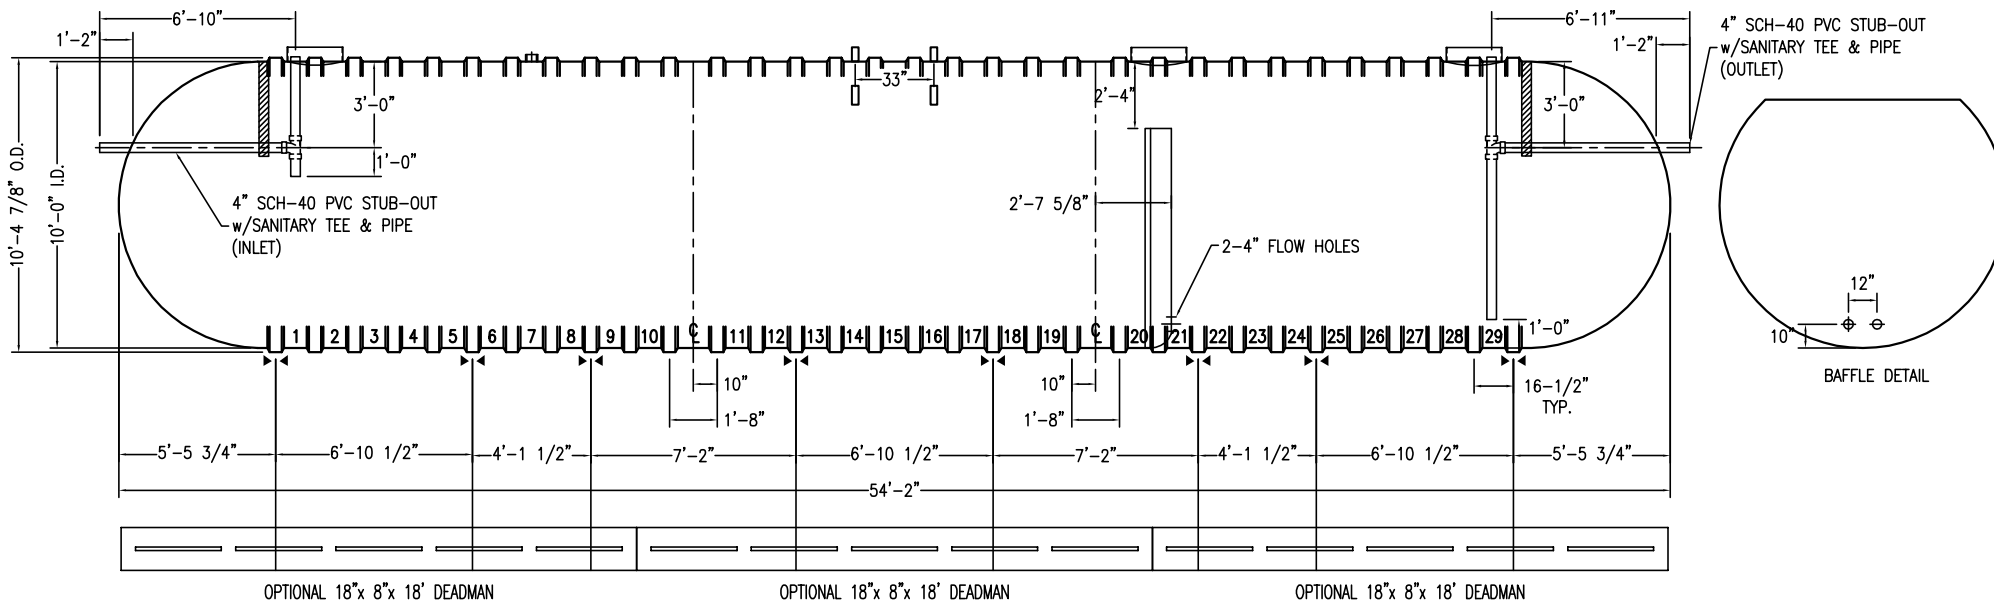 6'-10"
6'-11"
4" SCH-40 PVC STUB-OUT
w/SANITARY TEE & PIPE
(OUTLET)
1'-2"
1'-2"
33"
3'-0"
2'-4"
3'-0"
1'-0"
10'-4 7/8" O.D.
10'-0" I.D.
4" SCH-40 PVC STUB-OUT
w/SANITARY TEE & PIPE
(INLET)
2'-7 5/8"
2-4" FLOW HOLES
12"
10"
BAFFLE DETAIL
1'-0"
1 2 3 4 5 6 7 8 9 10 ℄ 11 12 13 14 15 16 17 18 19 ℄ 20 21 22 23 24 25 26 27 28 29
10"
10"
16-1/2"
TYP.
1'-8"
1'-8"
5'-5 3/4"
6'-10 1/2"
4'-1 1/2"
7'-2"
6'-10 1/2"
7'-2"
4'-1 1/2"
6'-10 1/2"
5'-5 3/4"
54'-2"
OPTIONAL 18"x 8"x 18' DEADMAN
OPTIONAL 18"x 8"x 18' DEADMAN
OPTIONAL 18"x 8"x 18' DEADMAN